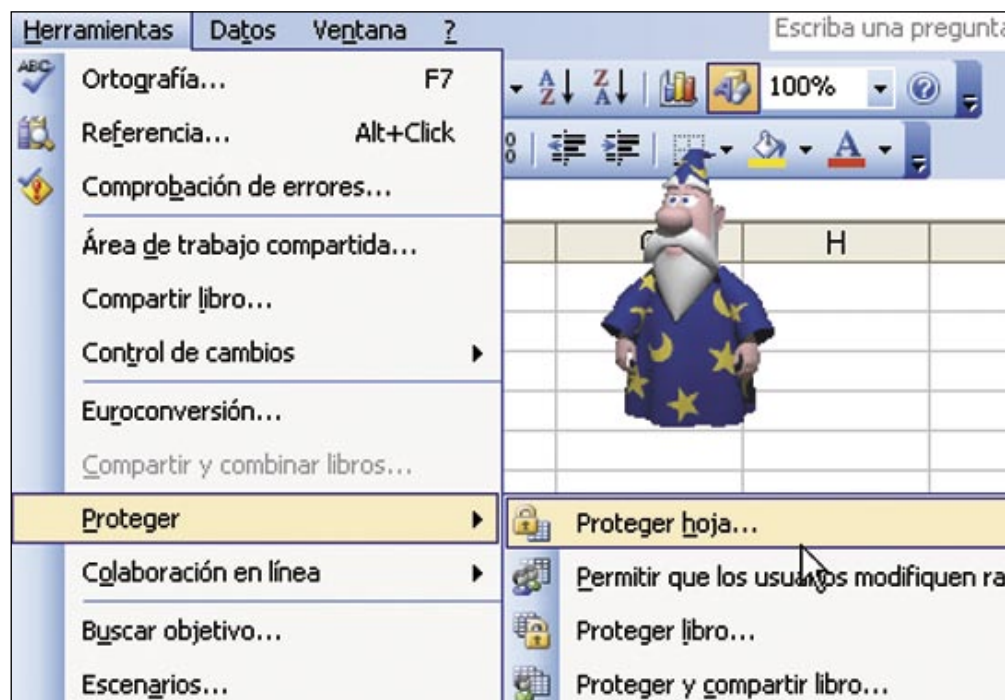 Herramientas Datos Ventana ?
Escriba una pregunta
ABC
Ortografía... F7
Referencia... Alt+Click
Comprobación de errores...
Área de trabajo compartida...
Compartir libro...
Control de cambios
Euroconversión...
Compartir y combinar libros...
Proteger
Colaboración en línea
Buscar objetivo...
Escenarios...
A Z
Z A
100%
?
A
H
Proteger hoja...
Permitir que los usuarios modifiquen ra
Proteger libro...
Proteger y compartir libro...